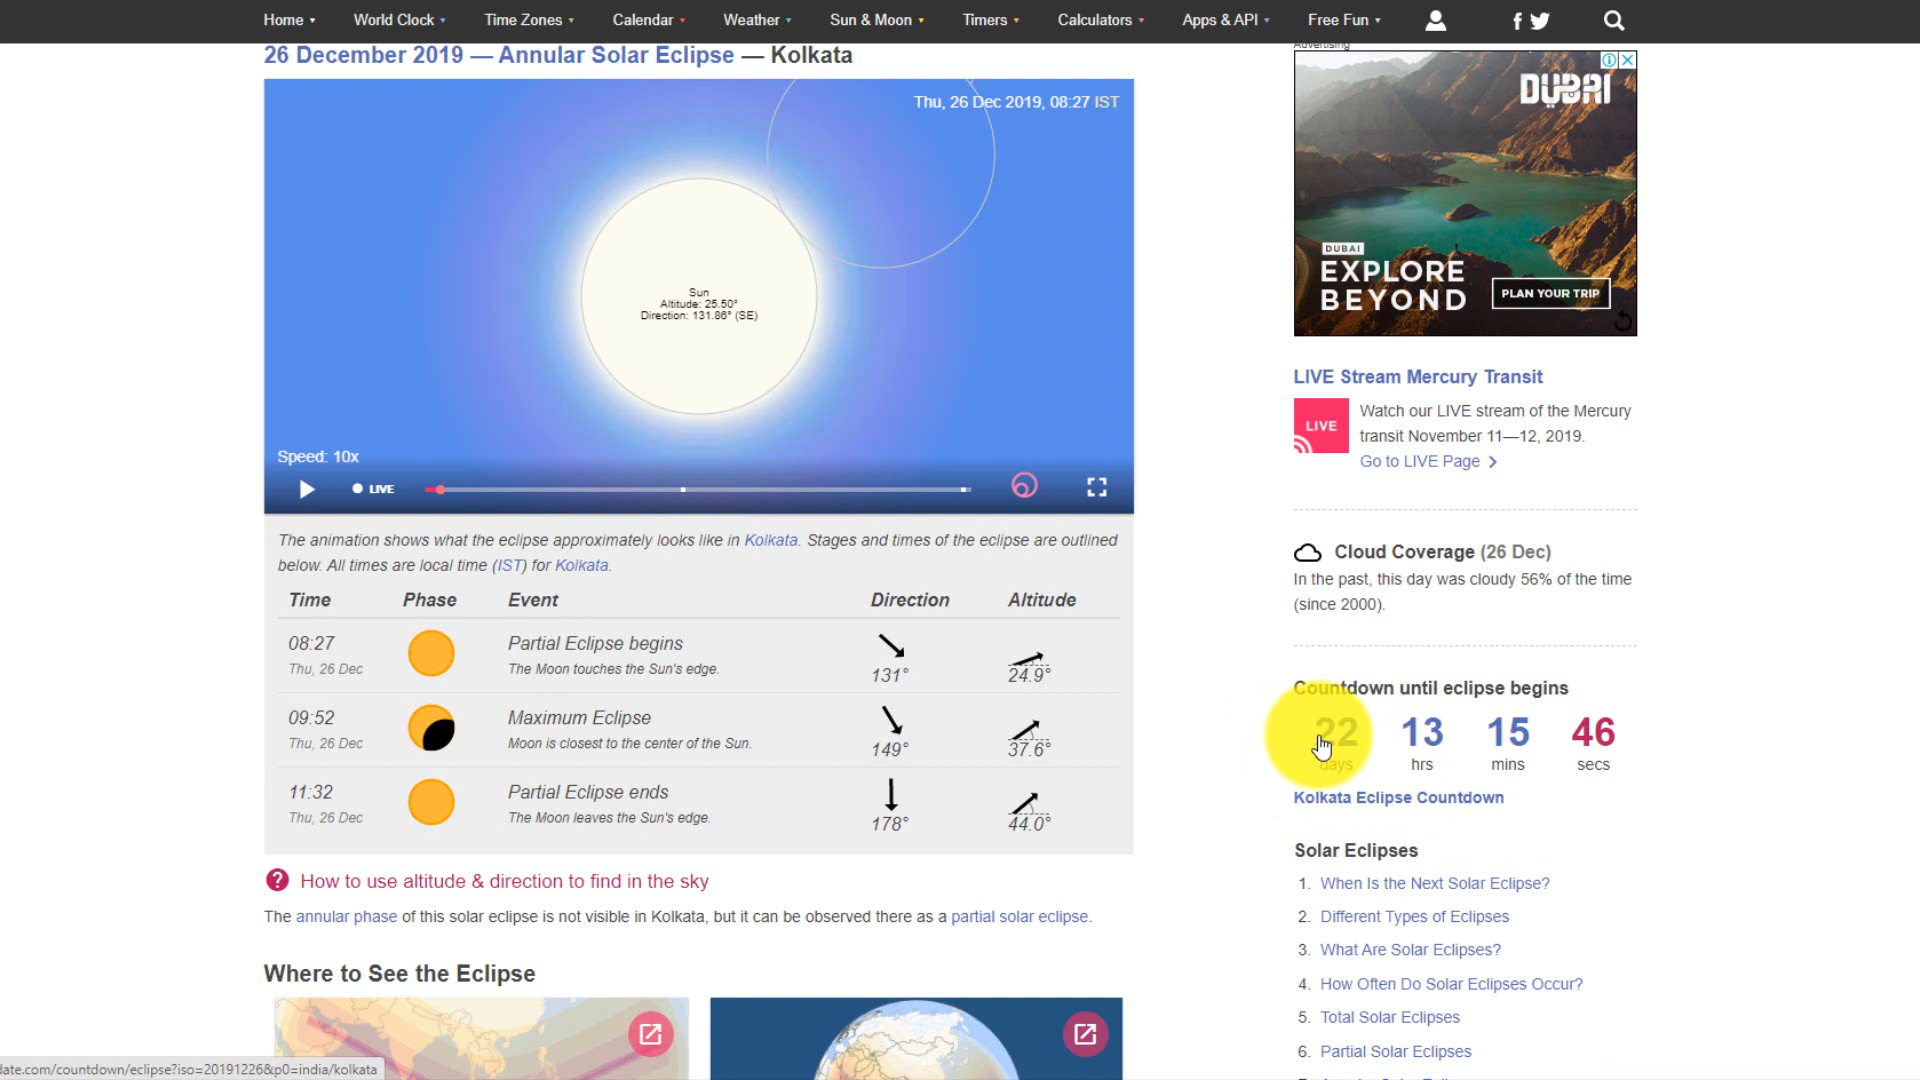 Home World Clock Time Zones Calendar Weather Sun & Moon Timers Calculators Apps & API Free Fun
26 December 2019 — Annular Solar Eclipse — Kolkata
Thu, 26 Dec 2019, 08:27 IST
Sun
Altitude: 25.50°
Direction: 131.86° (SE)
Speed: 10x
LIVE
The animation shows what the eclipse approximately looks like in Kolkata. Stages and times of the eclipse are outlined
below. All times are local time (IST) for Kolkata.
Time Phase Event Direction Altitude
08:27 Partial Eclipse begins
Thu, 26 Dec The Moon touches the Sun's edge. 131° 24.9°
09:52 Maximum Eclipse
Thu, 26 Dec Moon is closest to the center of the Sun. 149° 37.6°
11:32 Partial Eclipse ends
Thu, 26 Dec The Moon leaves the Sun's edge. 178° 44.0°
How to use altitude & direction to find in the sky
The annular phase of this solar eclipse is not visible in Kolkata, but it can be observed there as a partial solar eclipse.
Where to See the Eclipse
date.com/countdown/eclipse?iso=20191226&p0=india/kolkata
Advertising
DUBAI
DUBAI
EXPLORE
BEYOND
PLAN YOUR TRIP
LIVE Stream Mercury Transit
LIVE
Watch our LIVE stream of the Mercury
transit November 11—12, 2019.
Go to LIVE Page
Cloud Coverage (26 Dec)
In the past, this day was cloudy 56% of the time
(since 2000).
Countdown until eclipse begins
22 13 15 46
days hrs mins secs
Kolkata Eclipse Countdown
Solar Eclipses
1. When Is the Next Solar Eclipse?
2. Different Types of Eclipses
3. What Are Solar Eclipses?
4. How Often Do Solar Eclipses Occur?
5. Total Solar Eclipses
6. Partial Solar Eclipses